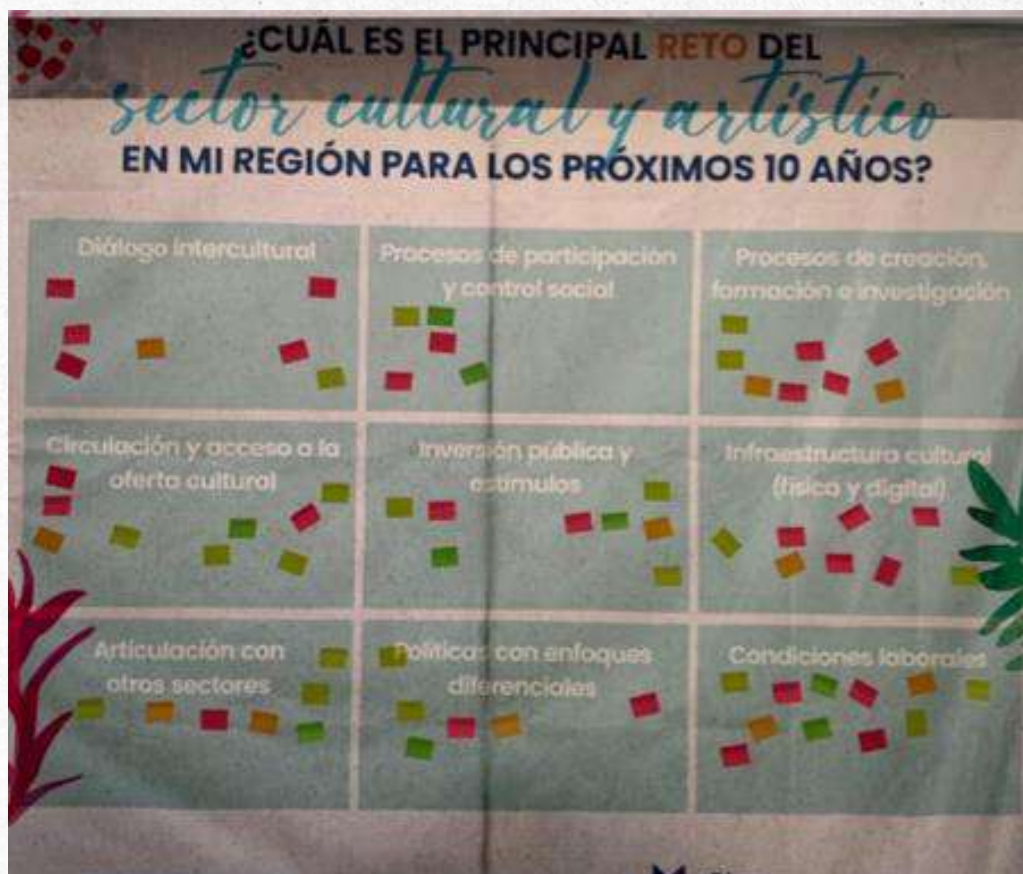 ¿CUÁL ES EL PRINCIPAL RETO DEL
sector cultural y artístico
EN MI REGIÓN PARA LOS PRÓXIMOS 10 AÑOS?
Diálogo intercultural
Procesos de participación
y control social
Procesos de creación,
formación e investigación
Circulación y acceso a la
oferta cultural
Inversión pública y
estímulos
Infraestructura cultural
(física y digital)
Articulación con
otros sectores
Políticas con enfoques
diferenciales
Condiciones laborales